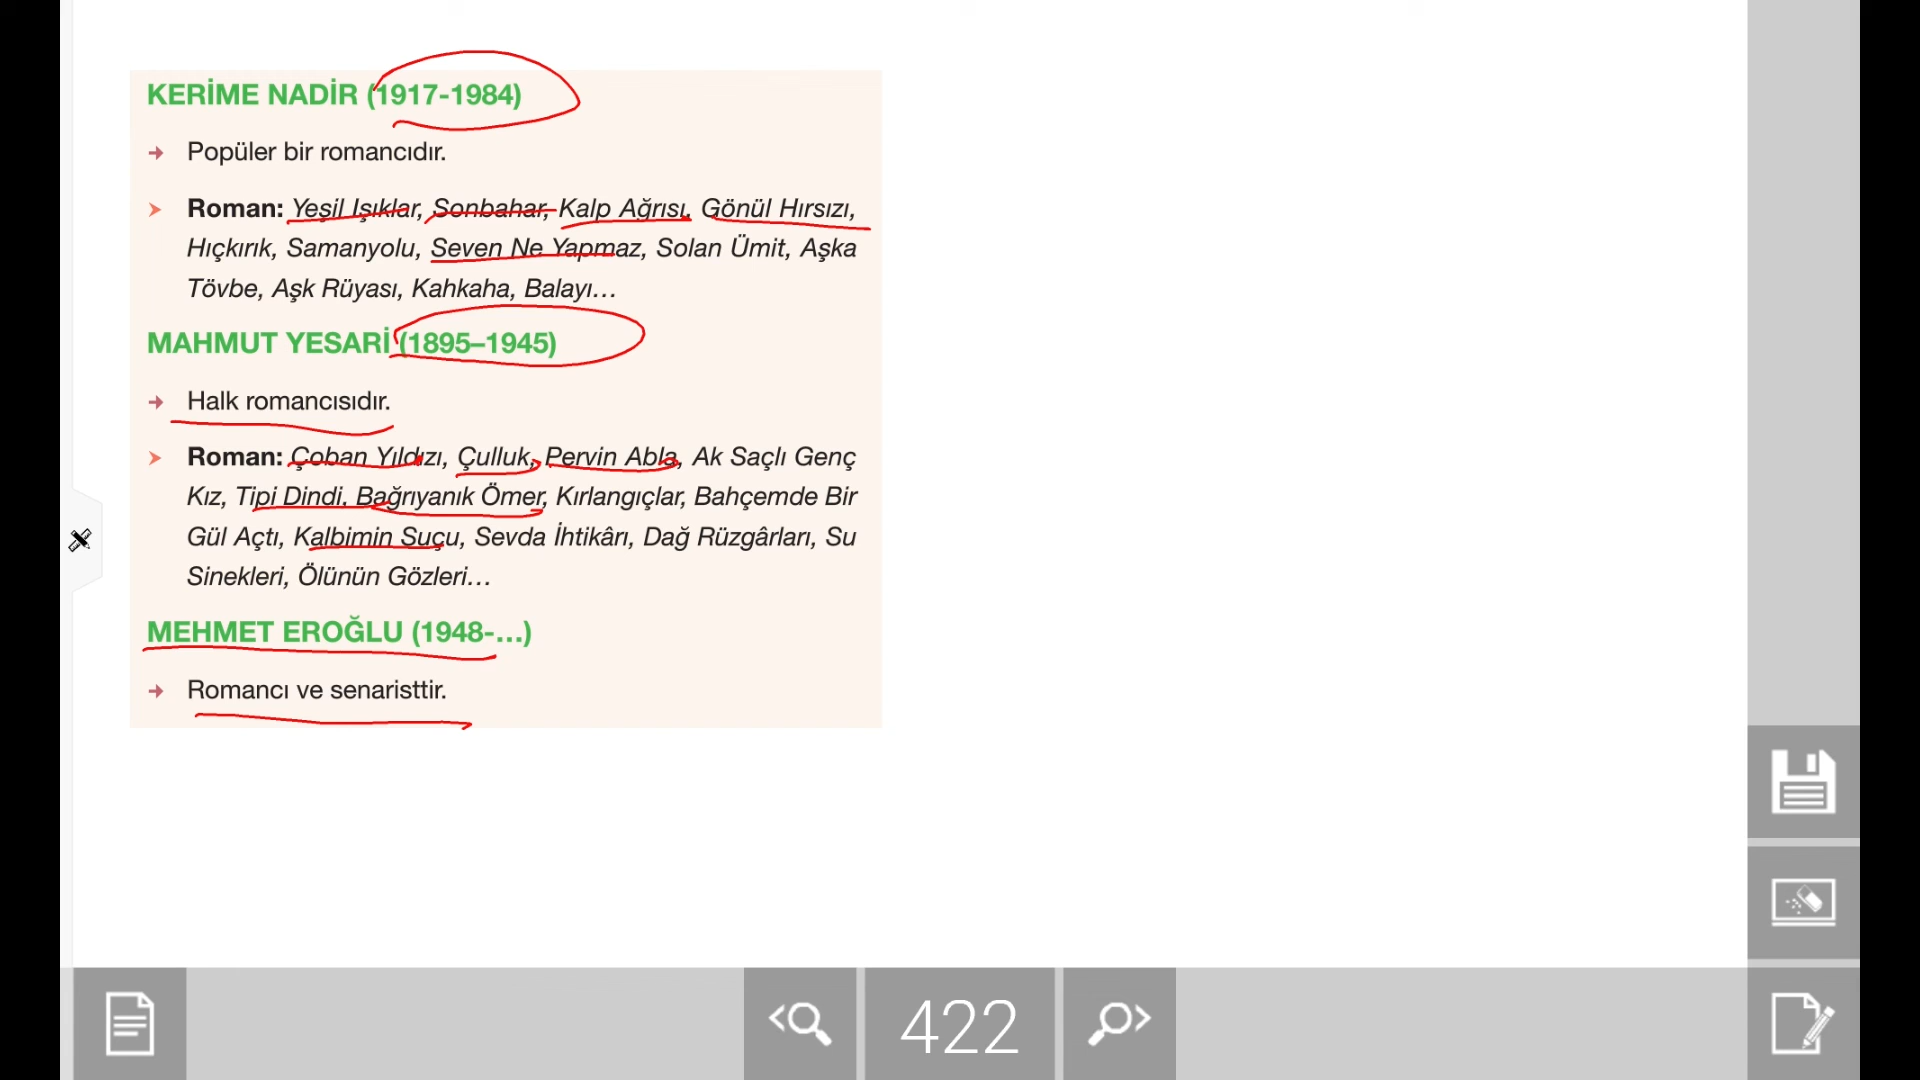 KERİME NADİR (1917-1984)
Popüler bir romancıdır.
Roman: Yeşil Işıklar, Sonbahar, Kalp Ağrısı, Gönül Hırsızı,
Hıçkırık, Samanyolu, Seven Ne Yapmaz, Solan Ümit, Aşka
Tövbe, Aşk Rüyası, Kahkaha, Balayı…
MAHMUT YESARİ (1895–1945)
Halk romancısıdır.
Roman: Çoban Yıldızı, Çulluk, Pervin Abla, Ak Saçlı Genç
Kız, Tipi Dindi, Bağrıyanık Ömer, Kırlangıçlar, Bahçemde Bir
Gül Açtı, Kalbimin Suçu, Sevda İhtikârı, Dağ Rüzgârları, Su
Sinekleri, Ölünün Gözleri…
MEHMET EROĞLU (1948-…)
Romancı ve senaristtir.
422